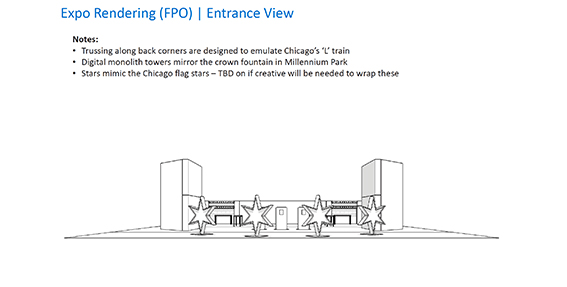 Expo Rendering (FPO) | Entrance View
Notes:
• Trussing along back corners are designed to emulate Chicago's 'L' train
• Digital monolith towers mirror the crown fountain in Millennium Park
• Stars mimic the Chicago flag stars – TBD on if creative will be needed to wrap these